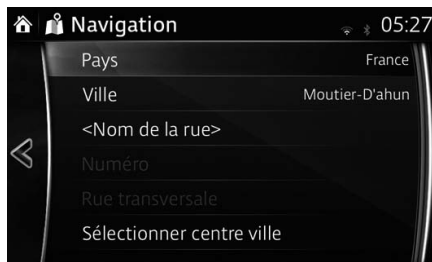 Navigation 05:27
Pays France
Ville Moutier-D'ahun
<Nom de la rue>
Numéro
Rue transversale
Sélectionner centre ville